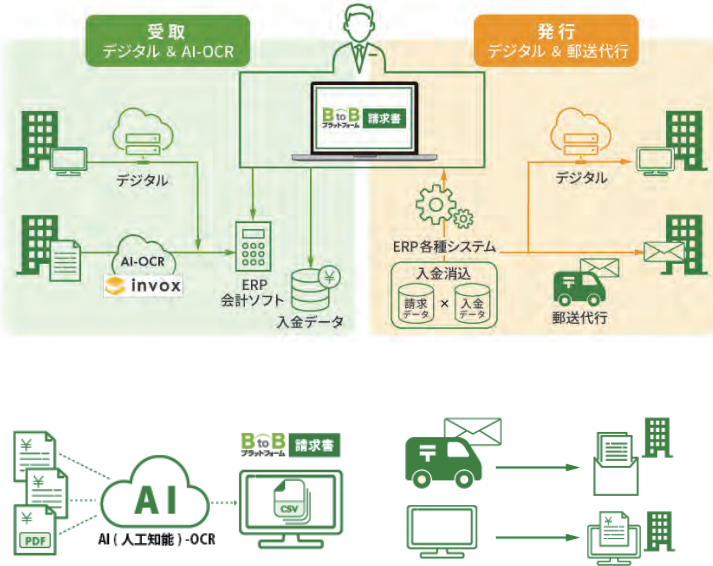 受取
デジタル & AI-OCR
発行
デジタル & 郵送代行
BtoB
プラットフォーム
請求書
デジタル
デジタル
AI-OCR
invox
ERP
会計ソフト
¥
入金データ
ERP各種システム
入金消込
請求
データ
×
入金
データ
〒
郵送代行
BtoB
プラットフォーム
請求書
¥
¥
¥
PDF
AI
AI(人工知能)-OCR
CSV
〒
¥